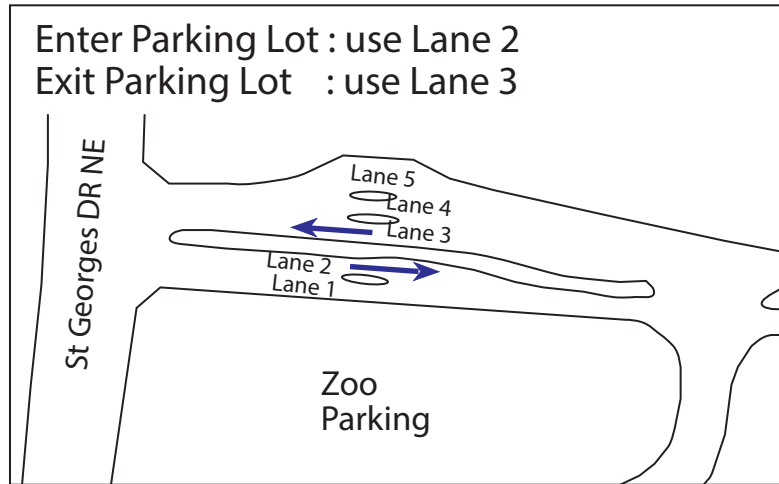 Enter Parking Lot : use Lane 2
Exit Parking Lot : use Lane 3
St Georges DR NE
Lane 5
Lane 4
Lane 3
Lane 2
Lane 1
Zoo
Parking